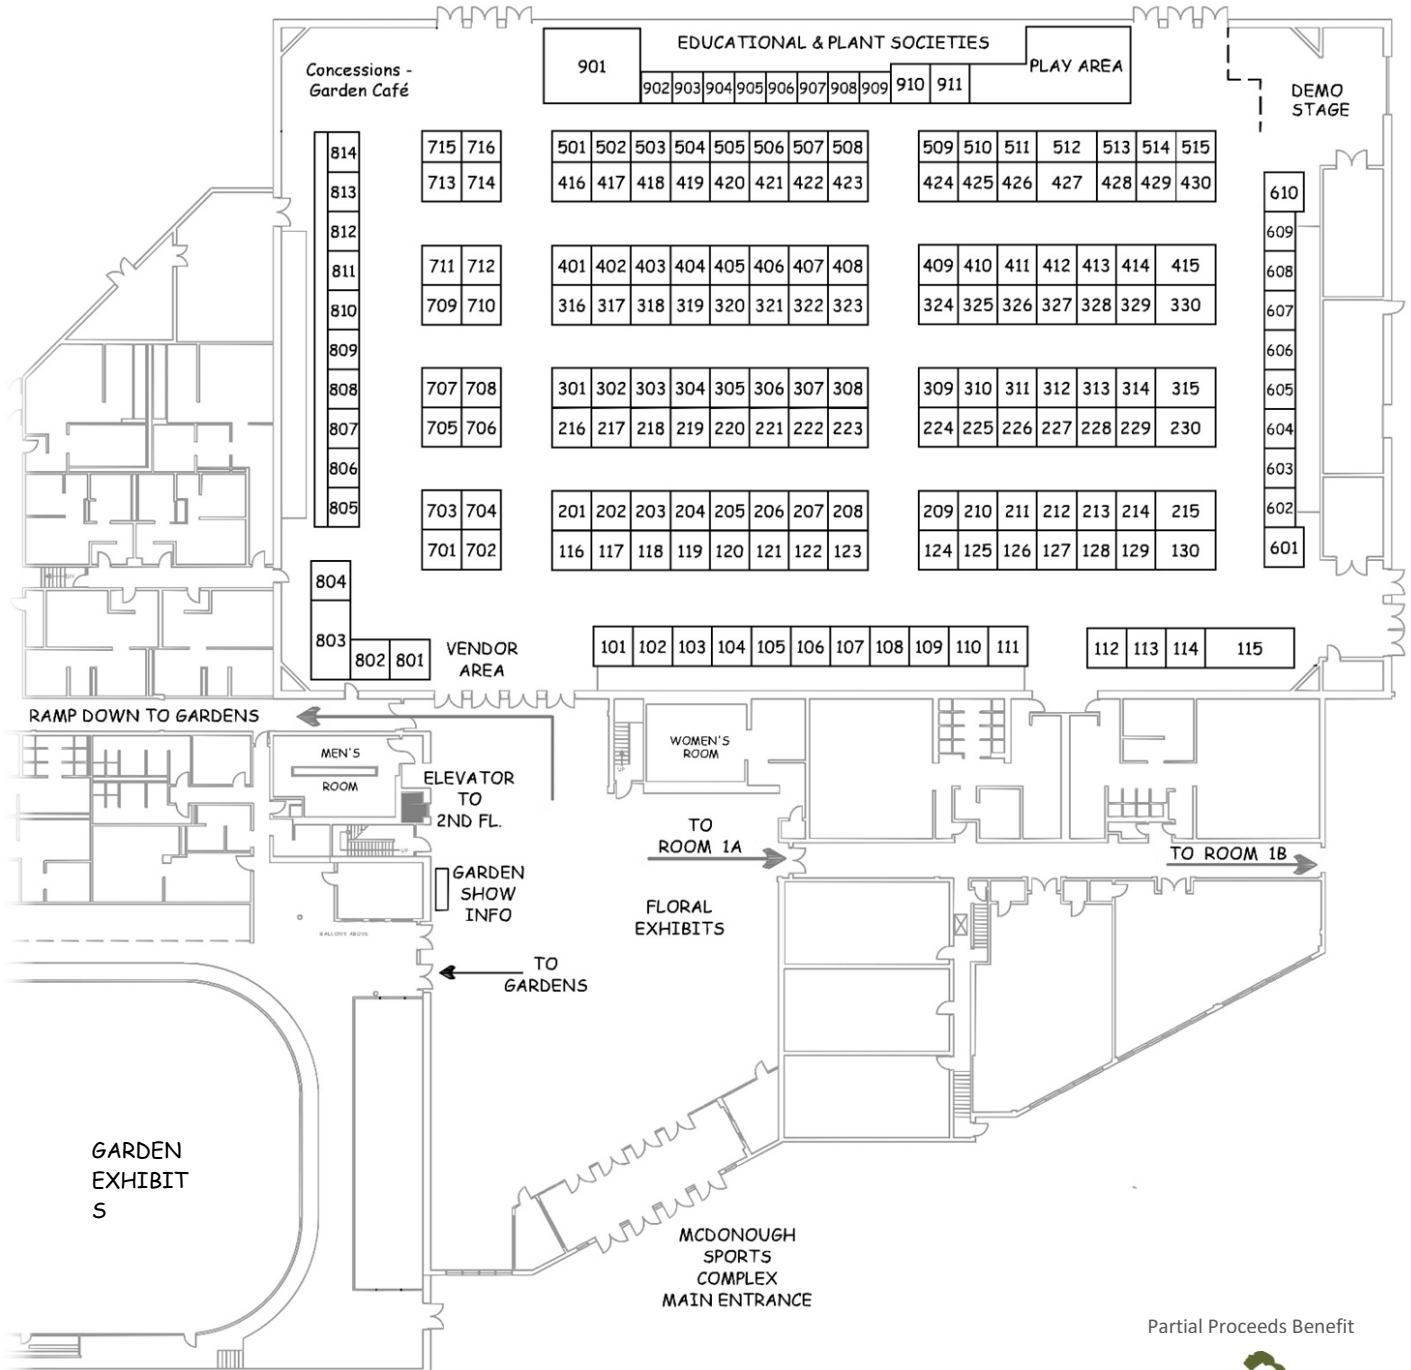 EDUCATIONAL & PLANT SOCIETIES
901
PLAY AREA
902 903 904 905 906 907 908 909 910 911
Concessions -
Garden Café
DEMO
STAGE
814
813
812
811
810
809
808
807
806
805
804
803
802 801
715 716
713 714
711 712
709 710
707 708
705 706
703 704
701 702
501 502 503 504 505 506 507 508
416 417 418 419 420 421 422 423
401 402 403 404 405 406 407 408
316 317 318 319 320 321 322 323
301 302 303 304 305 306 307 308
216 217 218 219 220 221 222 223
201 202 203 204 205 206 207 208
116 117 118 119 120 121 122 123
509 510 511 512 513 514 515
424 425 426 427 428 429 430
409 410 411 412 413 414 415
324 325 326 327 328 329 330
309 310 311 312 313 314 315
224 225 226 227 228 229 230
209 210 211 212 213 214 215
124 125 126 127 128 129 130
610
609
608
607
606
605
604
603
602
601
VENDOR
AREA
101 102 103 104 105 106 107 108 109 110 111
112 113 114 115
RAMP DOWN TO GARDENS
MEN'S
ROOM
ELEVATOR
TO
2ND FL.
WOMEN'S
ROOM
UP
TO
ROOM 1A
TO ROOM 1B
GARDEN
SHOW
INFO
FLORAL
EXHIBITS
BALCONY ABOVE
TO
GARDENS
GARDEN
EXHIBIT
S
MCDONOUGH
SPORTS
COMPLEX
MAIN ENTRANCE
Partial Proceeds Benefit